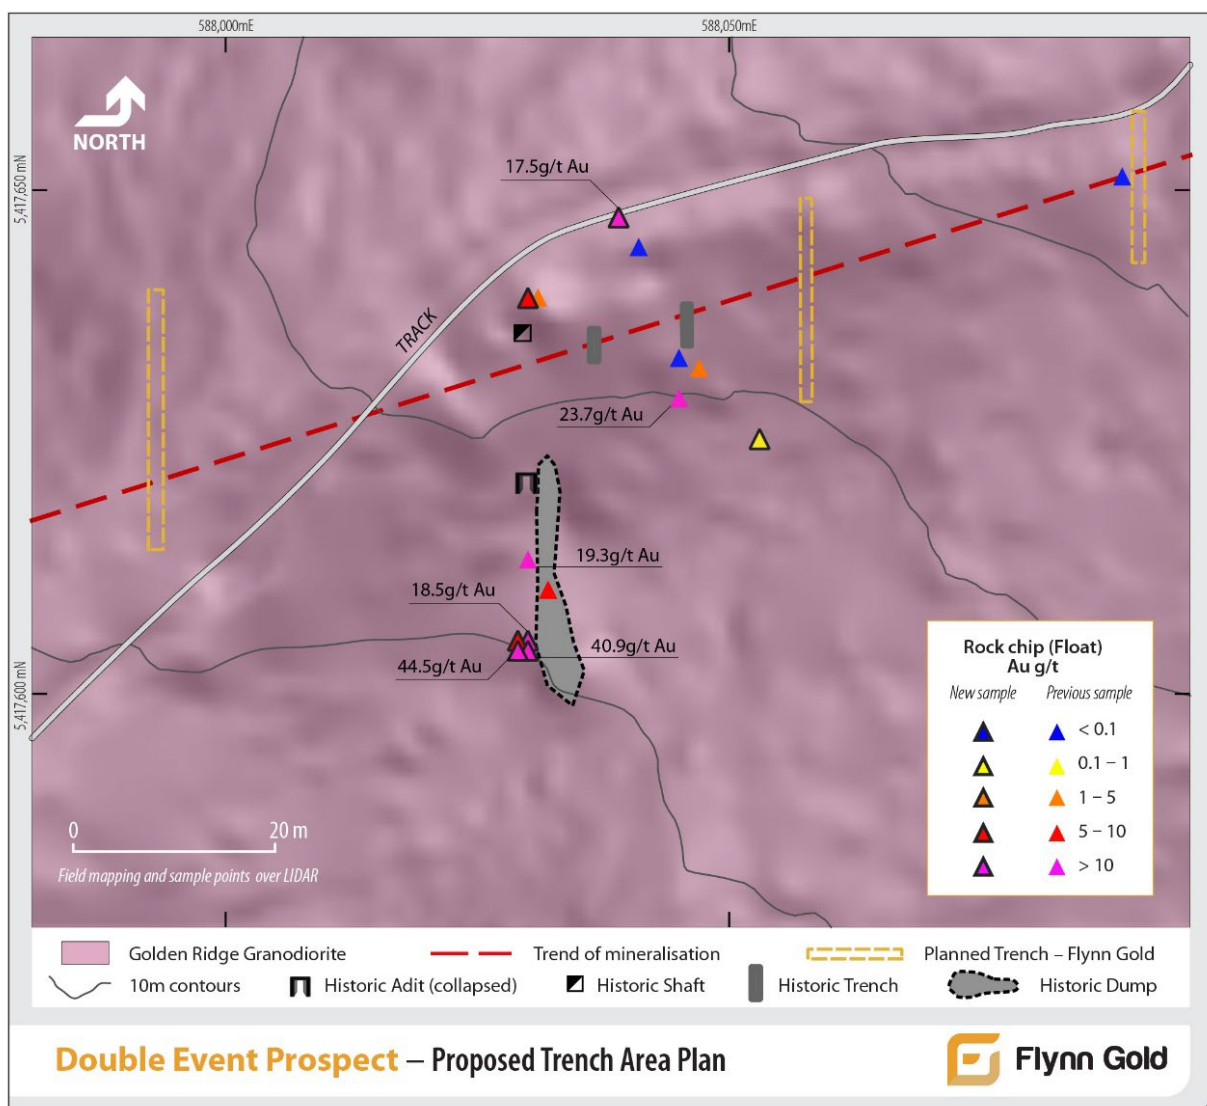 588,000mE
588,050mE
NORTH
5,417,650 mN
17.5g/t Au
TRACK
23.7g/t Au
19.3g/t Au
18.5g/t Au
40.9g/t Au
44.5g/t Au
5,417,600 mN
Rock chip (Float)
Au g/t
New sample
Previous sample
< 0.1
0.1 – 1
1 – 5
5 – 10
> 10
0
20 m
Field mapping and sample points over LIDAR
Golden Ridge Granodiorite
Trend of mineralisation
Planned Trench – Flynn Gold
10m contours
Historic Adit (collapsed)
Historic Shaft
Historic Trench
Historic Dump
Double Event Prospect – Proposed Trench Area Plan
Flynn Gold